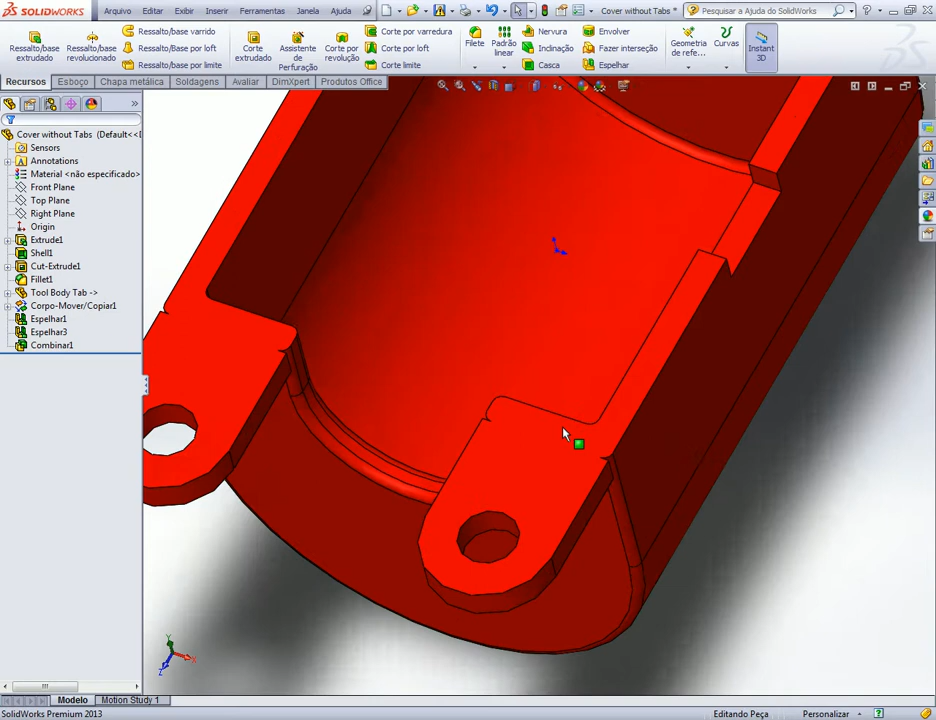 SOLIDWORKS Arquivo Editar Exibir Inserir Ferramentas Janela Ajuda Cover without Tabs * Pesquisar a Ajuda do SolidWorks
Ressalto/base extrudado
Ressalto/base revolucionado
Ressalto/base varrido
Ressalto/base por loft
Ressalto/base por limite
Corte extrudado
Assistente de Perfuração
Corte por revolução
Corte por varredura
Corte por loft
Corte limite
Filete
Padrão linear
Nervura
Inclinação
Casca
Envolver
Fazer interseção
Espelhar
Geometria de refe...
Curvas
Instant 3D
Recursos Esboço Chapa metálica Soldagens Avaliar DimXpert Produtos Office
Cover without Tabs (Default<<D
Sensors
Annotations
Material <não especificado>
Front Plane
Top Plane
Right Plane
Origin
Extrude1
Shell1
Cut-Extrude1
Fillet1
Tool Body Tab ->
Corpo-Mover/Copiar1
Espelhar1
Espelhar3
Combinar1
Y
X
Z
Modelo Motion Study 1
SolidWorks Premium 2013 Editando Peça Personalizar